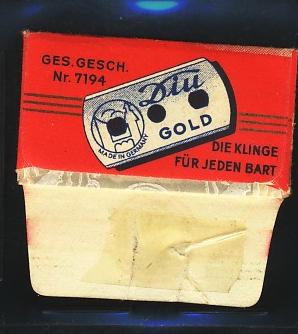 GES. GESCH.
Nr. 7194
Diu
GOLD
MADE IN GERMANY
DIE KLINGE
FÜR JEDEN BART